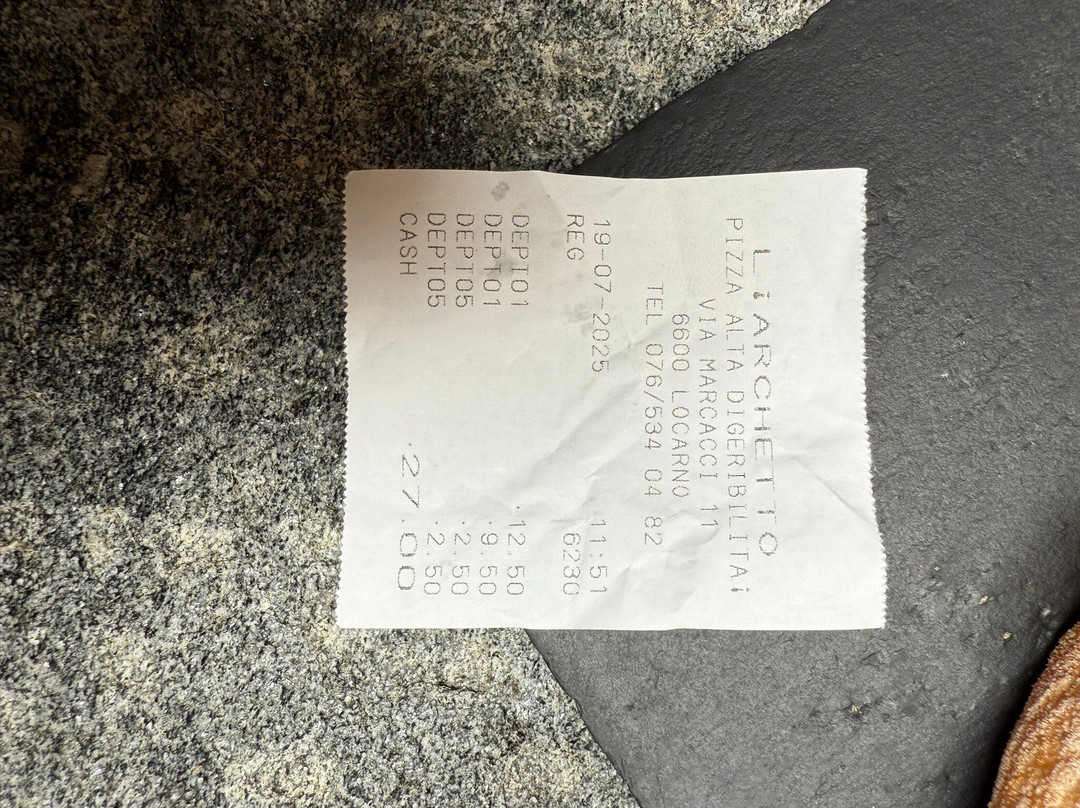 L¡ARCHETTO,
PIZZA ALTA DIGERIBILITA¡
VIA MARCACCI 11
6600 LOCARNO
TEL 076/534 04 82
19-07-2025 11:51
REG 6230
DEPT01 ·12.50
DEPT01 ·9.50
DEPT05 ·2.50
DEPT05 ·2.50
CASH ·27.00